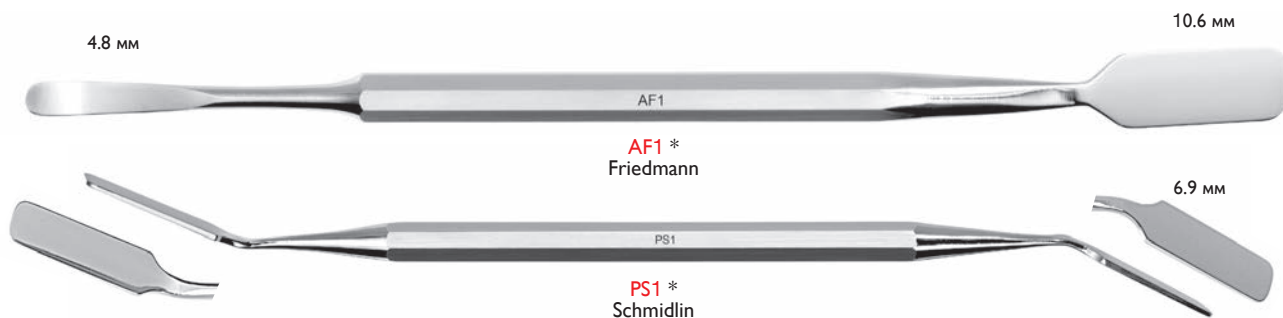 4.8 мм
10.6 мм
AF1
AF1 *
Friedmann
6.9 мм
PS1
PS1 *
Schmidlin